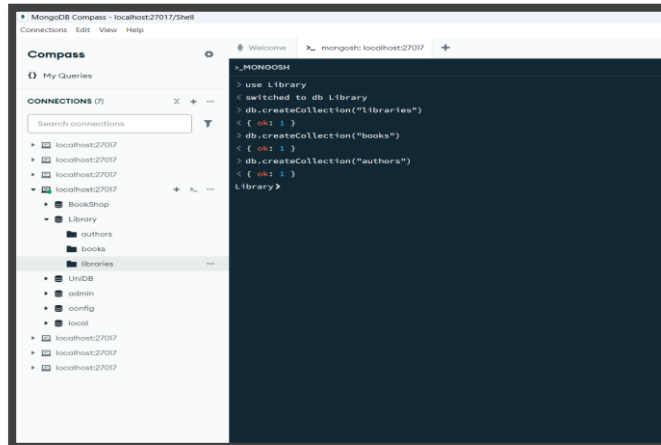 MongoDB Compass - localhost:27017/Shell
Connections Edit View Help
Compass
{} My Queries
CONNECTIONS (7)
Search connections
localhost:27017
localhost:27017
localhost:27017
localhost:27017
BookShop
Library
authors
books
libraries
UniDB
admin
config
local
localhost:27017
localhost:27017
localhost:27017
Welcome >_ mongosh: localhost:27017 +
>_MONGOSH
> use Library
< switched to db Library
> db.createCollection("libraries")
< { ok: 1 }
> db.createCollection("books")
< { ok: 1 }
> db.createCollection("authors")
< { ok: 1 }
Library>